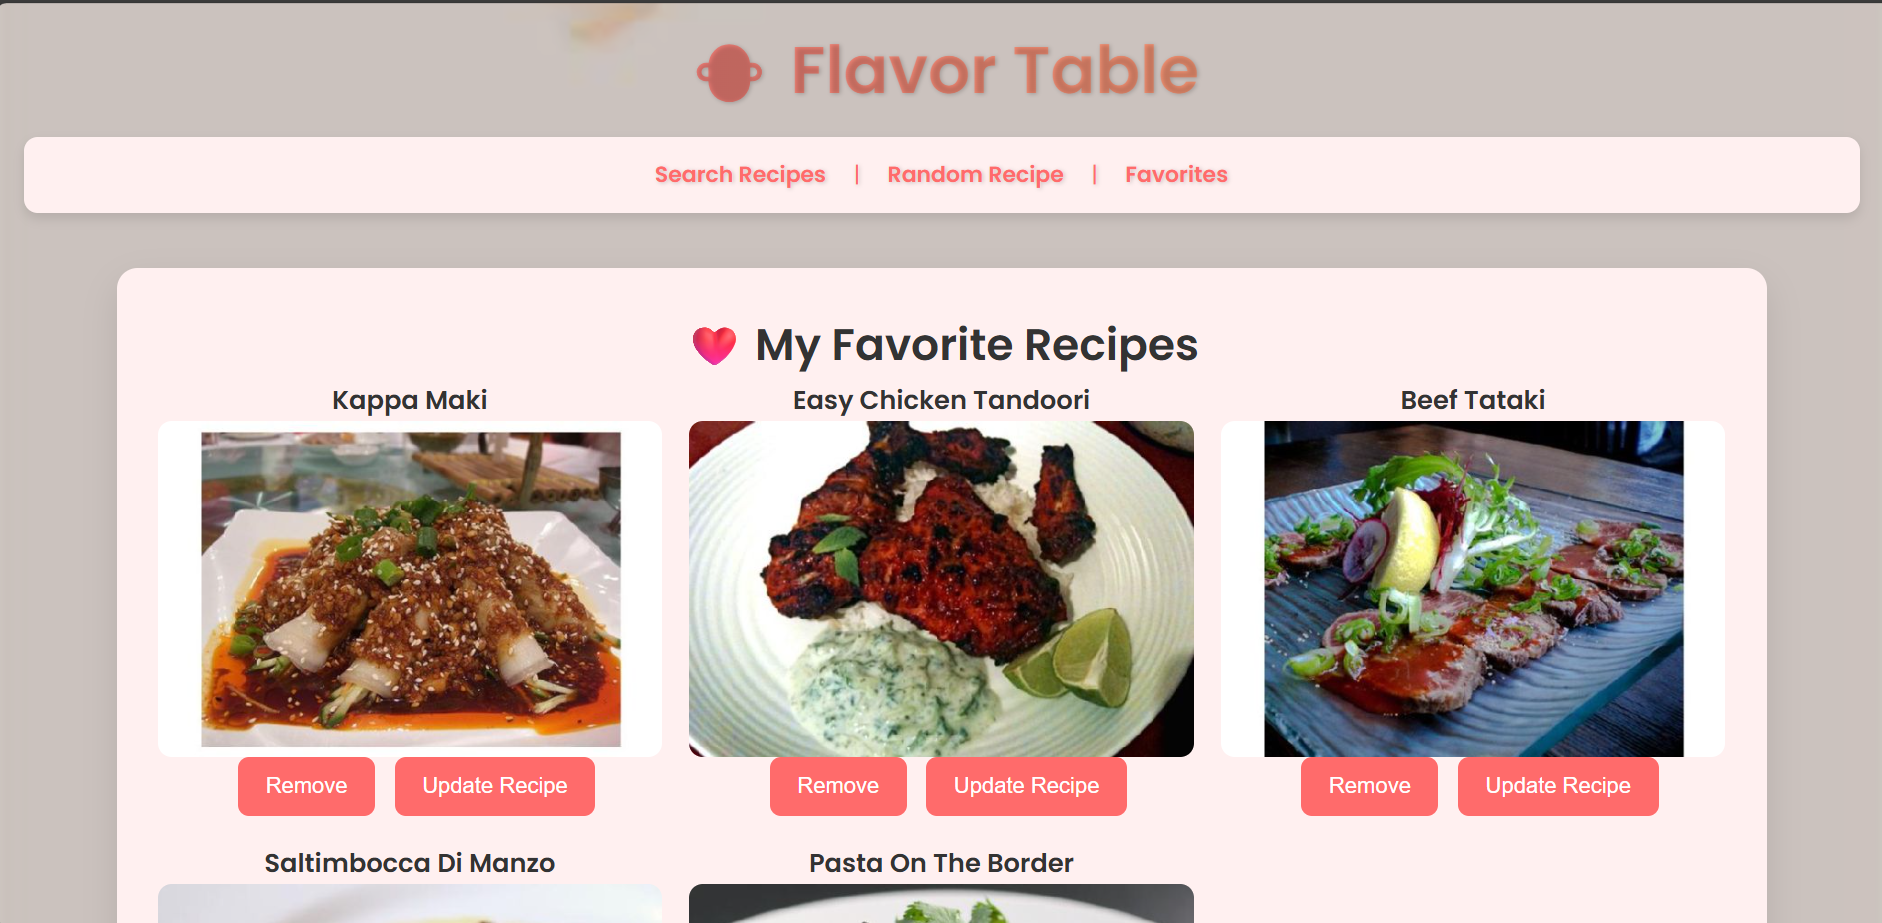 Flavor Table
Search Recipes | Random Recipe | Favorites
My Favorite Recipes
Kappa Maki
Easy Chicken Tandoori
Beef Tataki
Remove
Update Recipe
Remove
Update Recipe
Remove
Update Recipe
Saltimbocca Di Manzo
Pasta On The Border